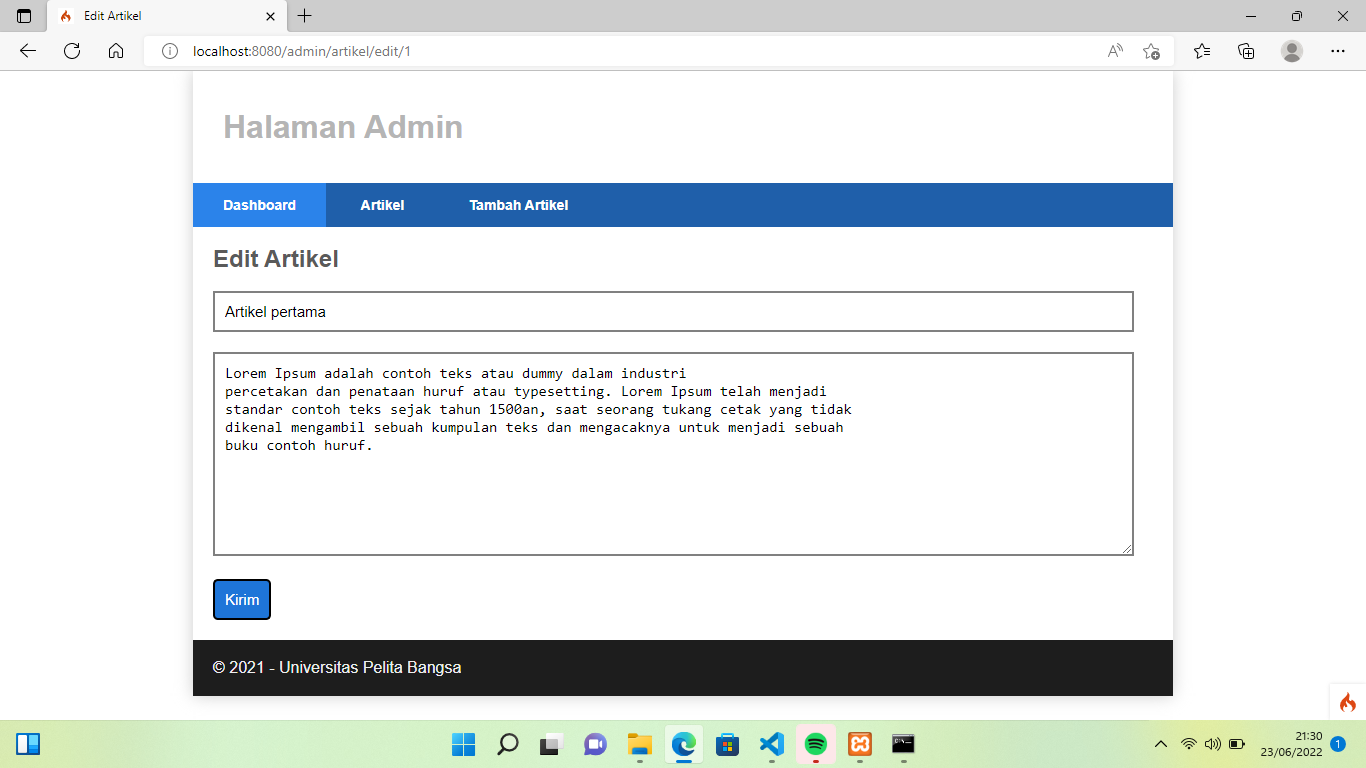 Edit Artikel
localhost:8080/admin/artikel/edit/1
Halaman Admin
Dashboard Artikel Tambah Artikel
Edit Artikel
Artikel pertama
Lorem Ipsum adalah contoh teks atau dummy dalam industri
percetakan dan penataan huruf atau typesetting. Lorem Ipsum telah menjadi
standar contoh teks sejak tahun 1500an, saat seorang tukang cetak yang tidak
dikenal mengambil sebuah kumpulan teks dan mengacaknya untuk menjadi sebuah
buku contoh huruf.
Kirim
© 2021 - Universitas Pelita Bangsa
21:30
23/06/2022
1